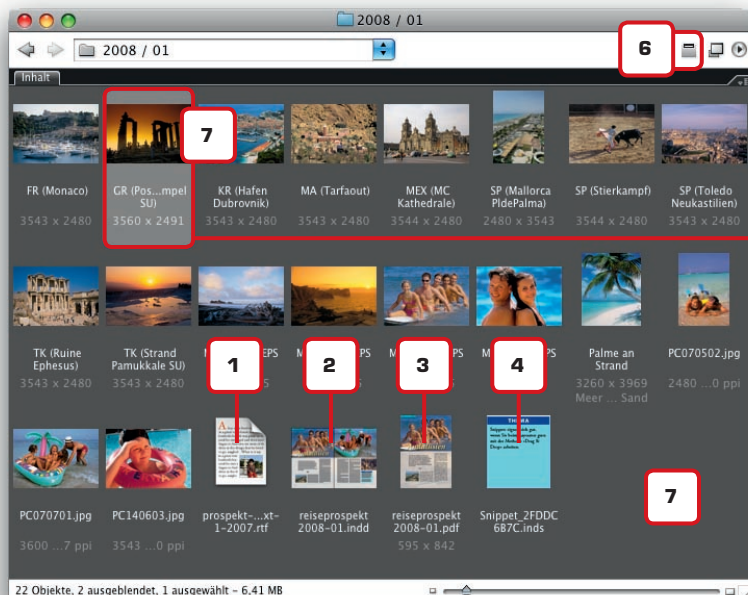 2008 / 01
2008 / 01
6
Inhalt
7
FR (Monaco)
GR (Pos...mpel
SU)
KR (Hafen
Dubrovnik)
MA (Tarfaout)
MEX (MC
Kathedrale)
SP (Mallorca
PldePalma)
SP (Stierkampf)
SP (Toledo
Neukastilien)
3543 x 2480
3560 x 2491
3543 x 2480
3543 x 2480
3544 x 2480
2480 x 3543
3544 x 2480
3543 x 2480
TK (Ruine
Ephesus)
TK (Strand
Pamukkale SU)
EPS
PS
PS
PS
Palme an
Strand
PC070502.jpg
3543 x 2480
3543 x 2480
3260 x 3969
Meer ... Sand
2480 ...0 ppi
1
2
3
4
THIRA
PC070701.jpg
PC140603.jpg
prospekt-...xt-
1-2007.rtf
reiseprospekt
2008-01.indd
reiseprospekt
2008-01.pdf
Snippet_2FDDC
6B7C.inds
3600 ...7 ppi
3543 ...0 ppi
595 x 842
7
22 Objekte, 2 ausgeblendet, 1 ausgewählt – 6,41 MB